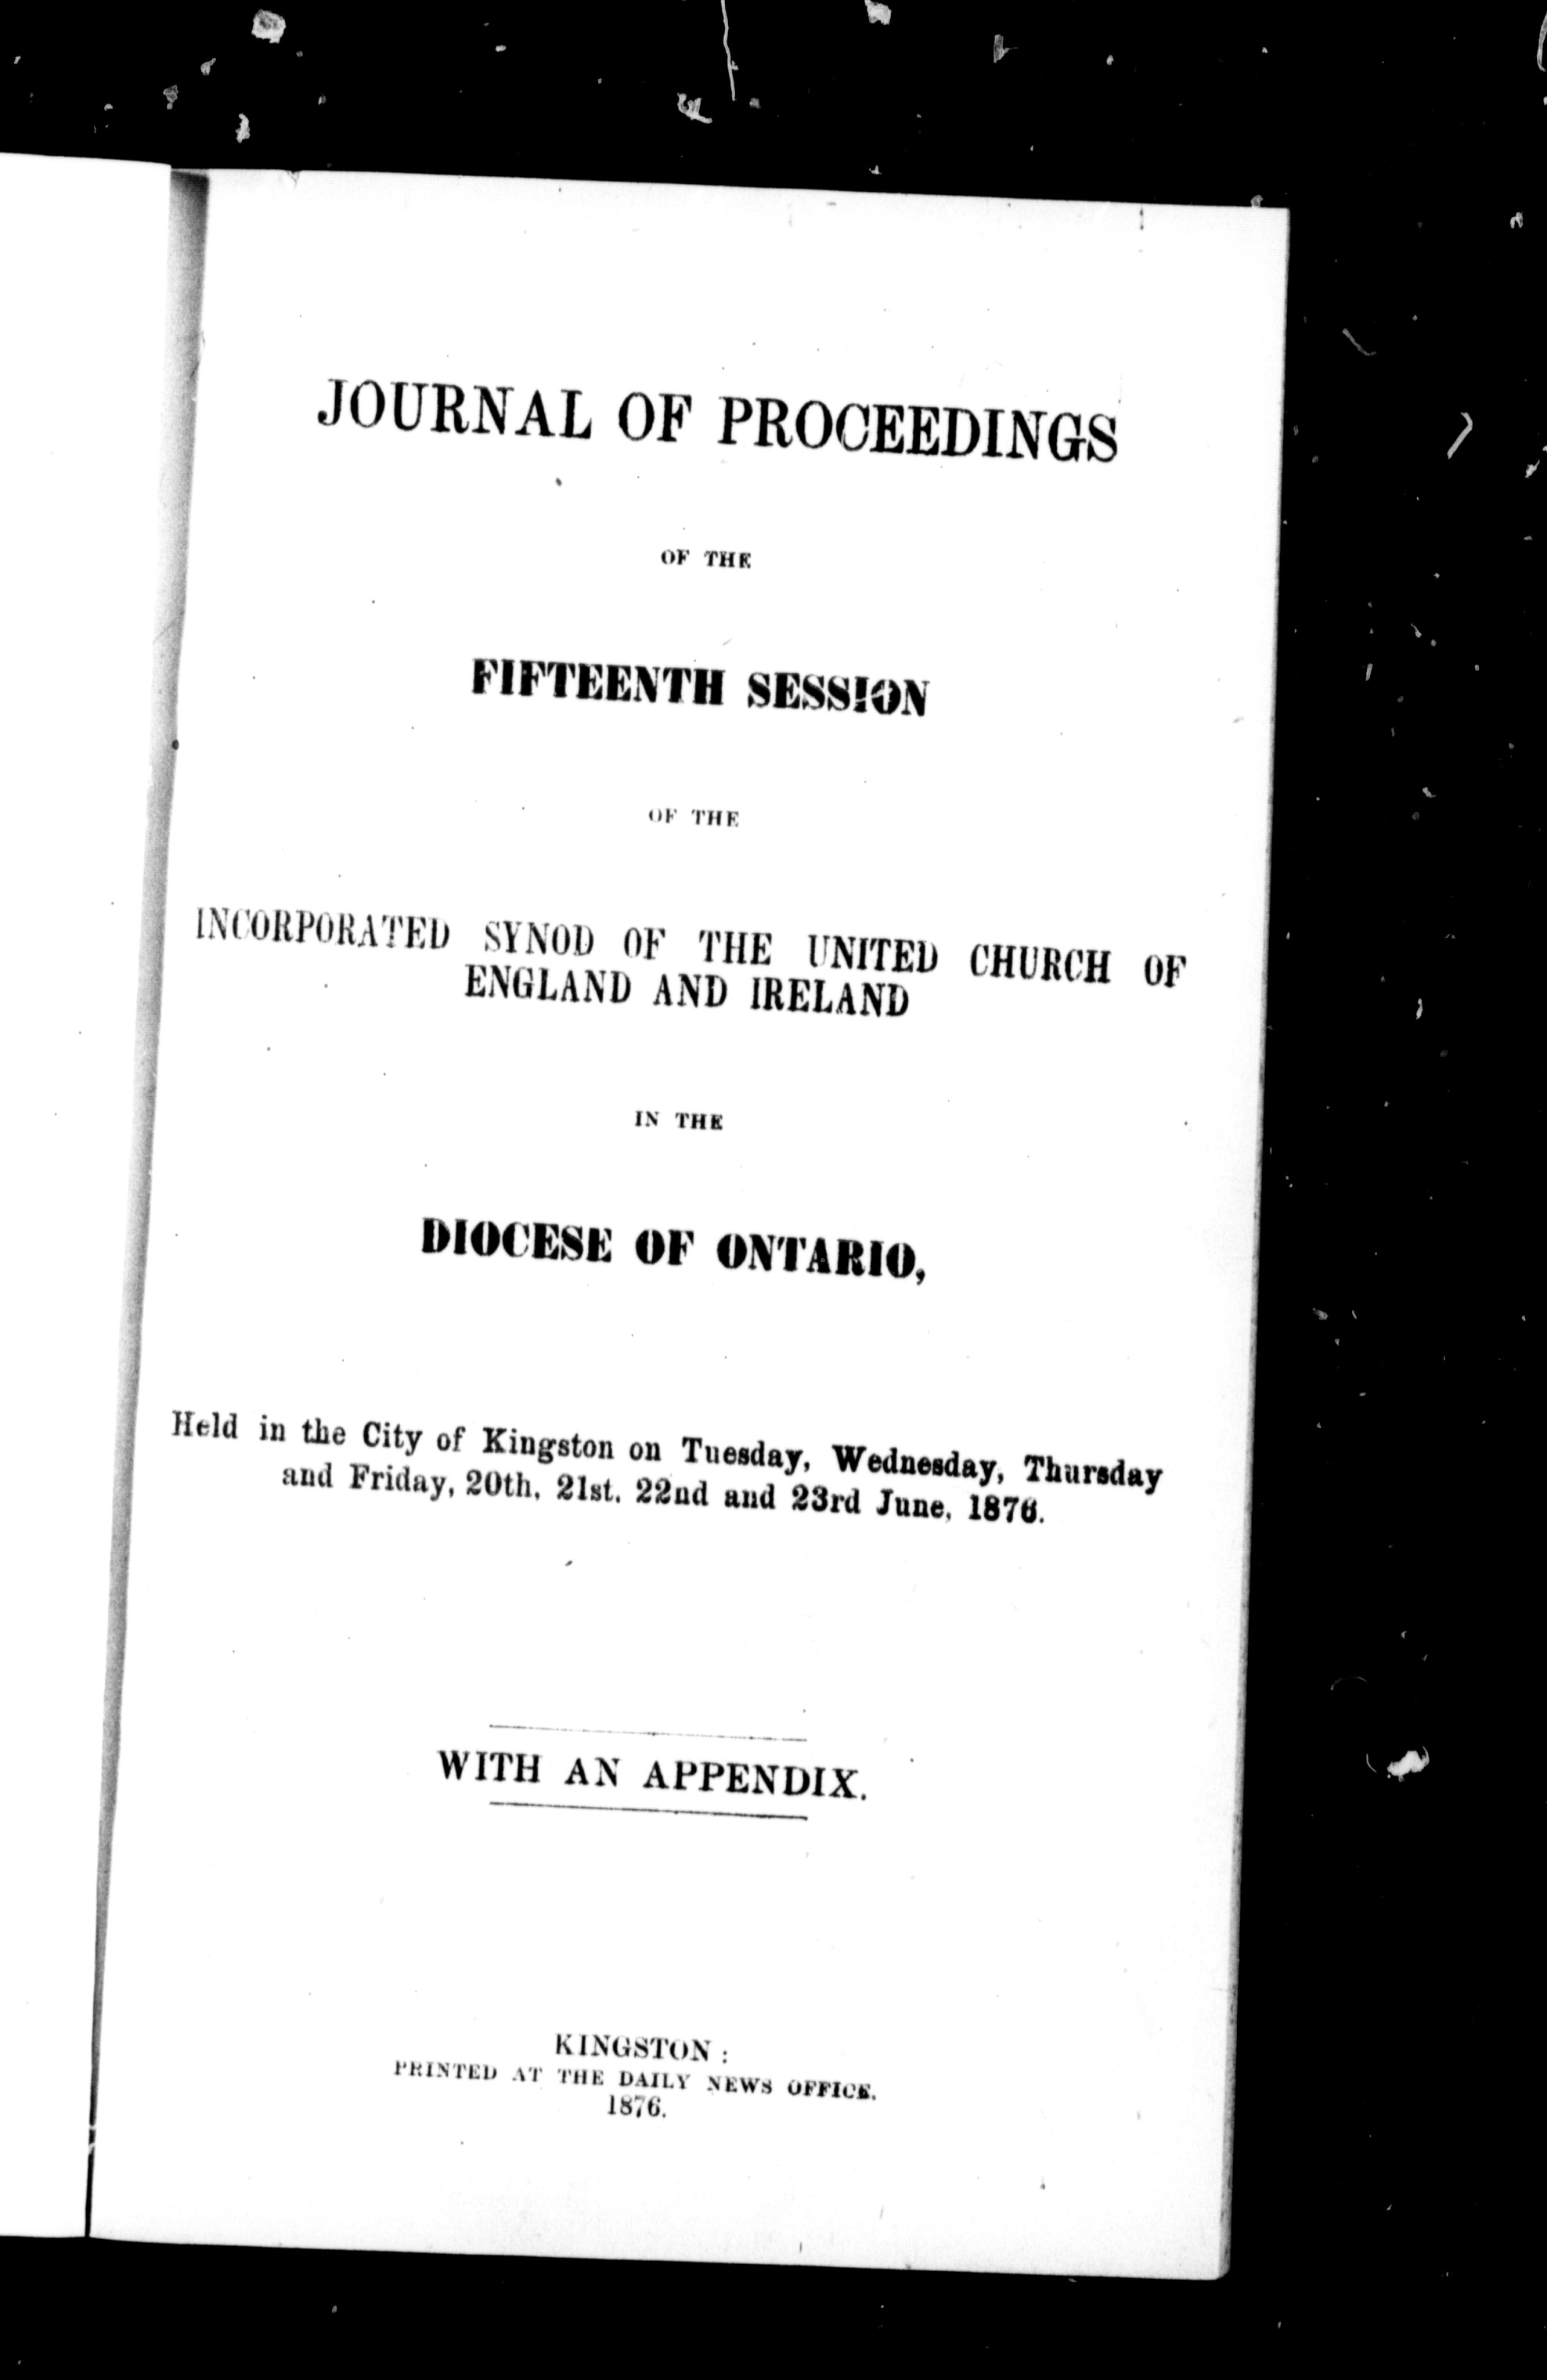 JOURNAL OF PROCEEDINGS
OF THE
FIFTEENTH SESSION
OF THE
INCORPORATED SYNOD OF THE UNITED CHURCH OF
ENGLAND AND IRELAND
IN THE
DIOCESE OF ONTARIO,
Held in the City of Kingston on Tuesday, Wednesday, Thursday
and Friday, 20th, 21st, 22nd and 23rd June, 1876.
WITH AN APPENDIX.
KINGSTON:
PRINTED AT THE DAILY NEWS OFFICE.
1876.